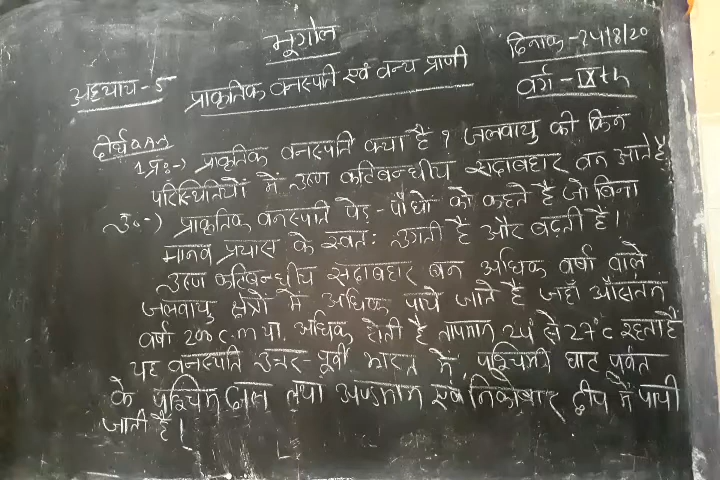 भूगोल
दिनांक-24/8/20
अध्याय-5 प्राकृतिक वनस्पति एवं वन्य प्राणी वर्ग-IXth
दीर्घ प्रश्न
1.प्र:-) प्राकृतिक वनस्पति क्या है ? जलवायु की किन
परिस्थितियों में उष्ण कटिबन्धीय सदाबहार वन आते है
उ.-) प्राकृतिक वनस्पति पेड़-पौधों को कहते है जो बिना
मानव प्रयास के स्वत: उगती है और बढ़ती है।
उष्ण कटिबन्धीय सदाबहार वन अधिक वर्षा वाले
जलवायु क्षेत्रों में अधिक पाये जाते है जहाँ औसतन
वर्षा 200 c.m या. अधिक होती है तापमान 24° से 27°c रहता है
यह वनस्पति उत्तर-पूर्वी भारत में, पश्चिमी घाट पर्वत
के पश्चिम ढाल तथा अण्डमान एवं निकोबार द्वीप में पायी
जाती है।